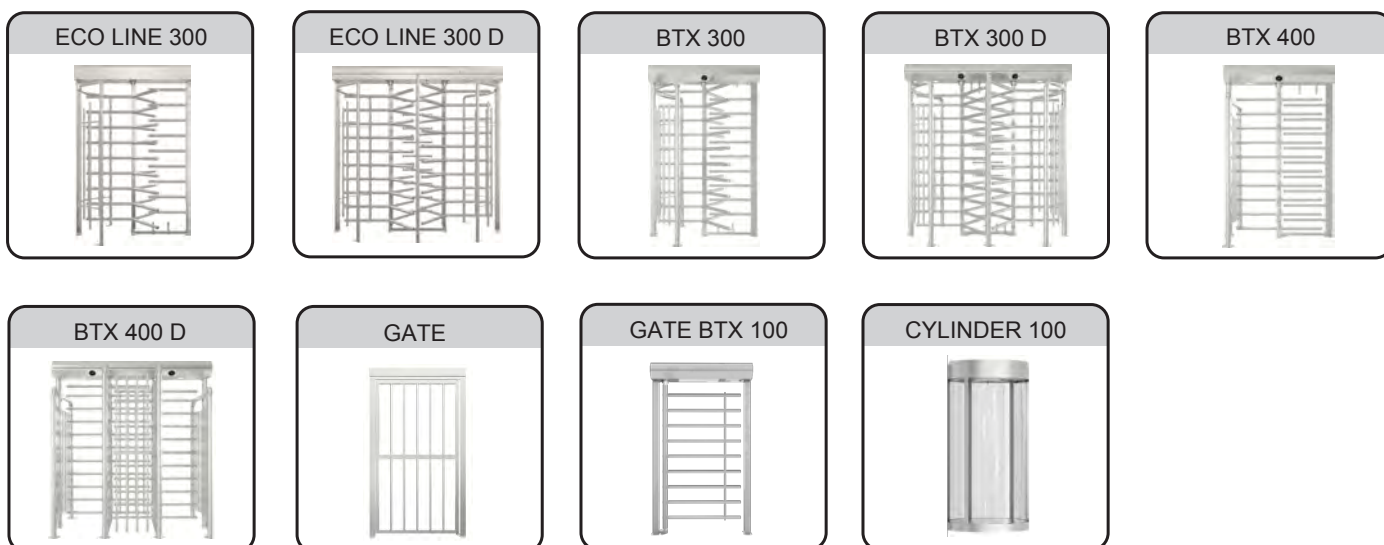 ECO LINE 300
ECO LINE 300 D
BTX 300
BTX 300 D
BTX 400
BTX 400 D
GATE
GATE BTX 100
CYLINDER 100